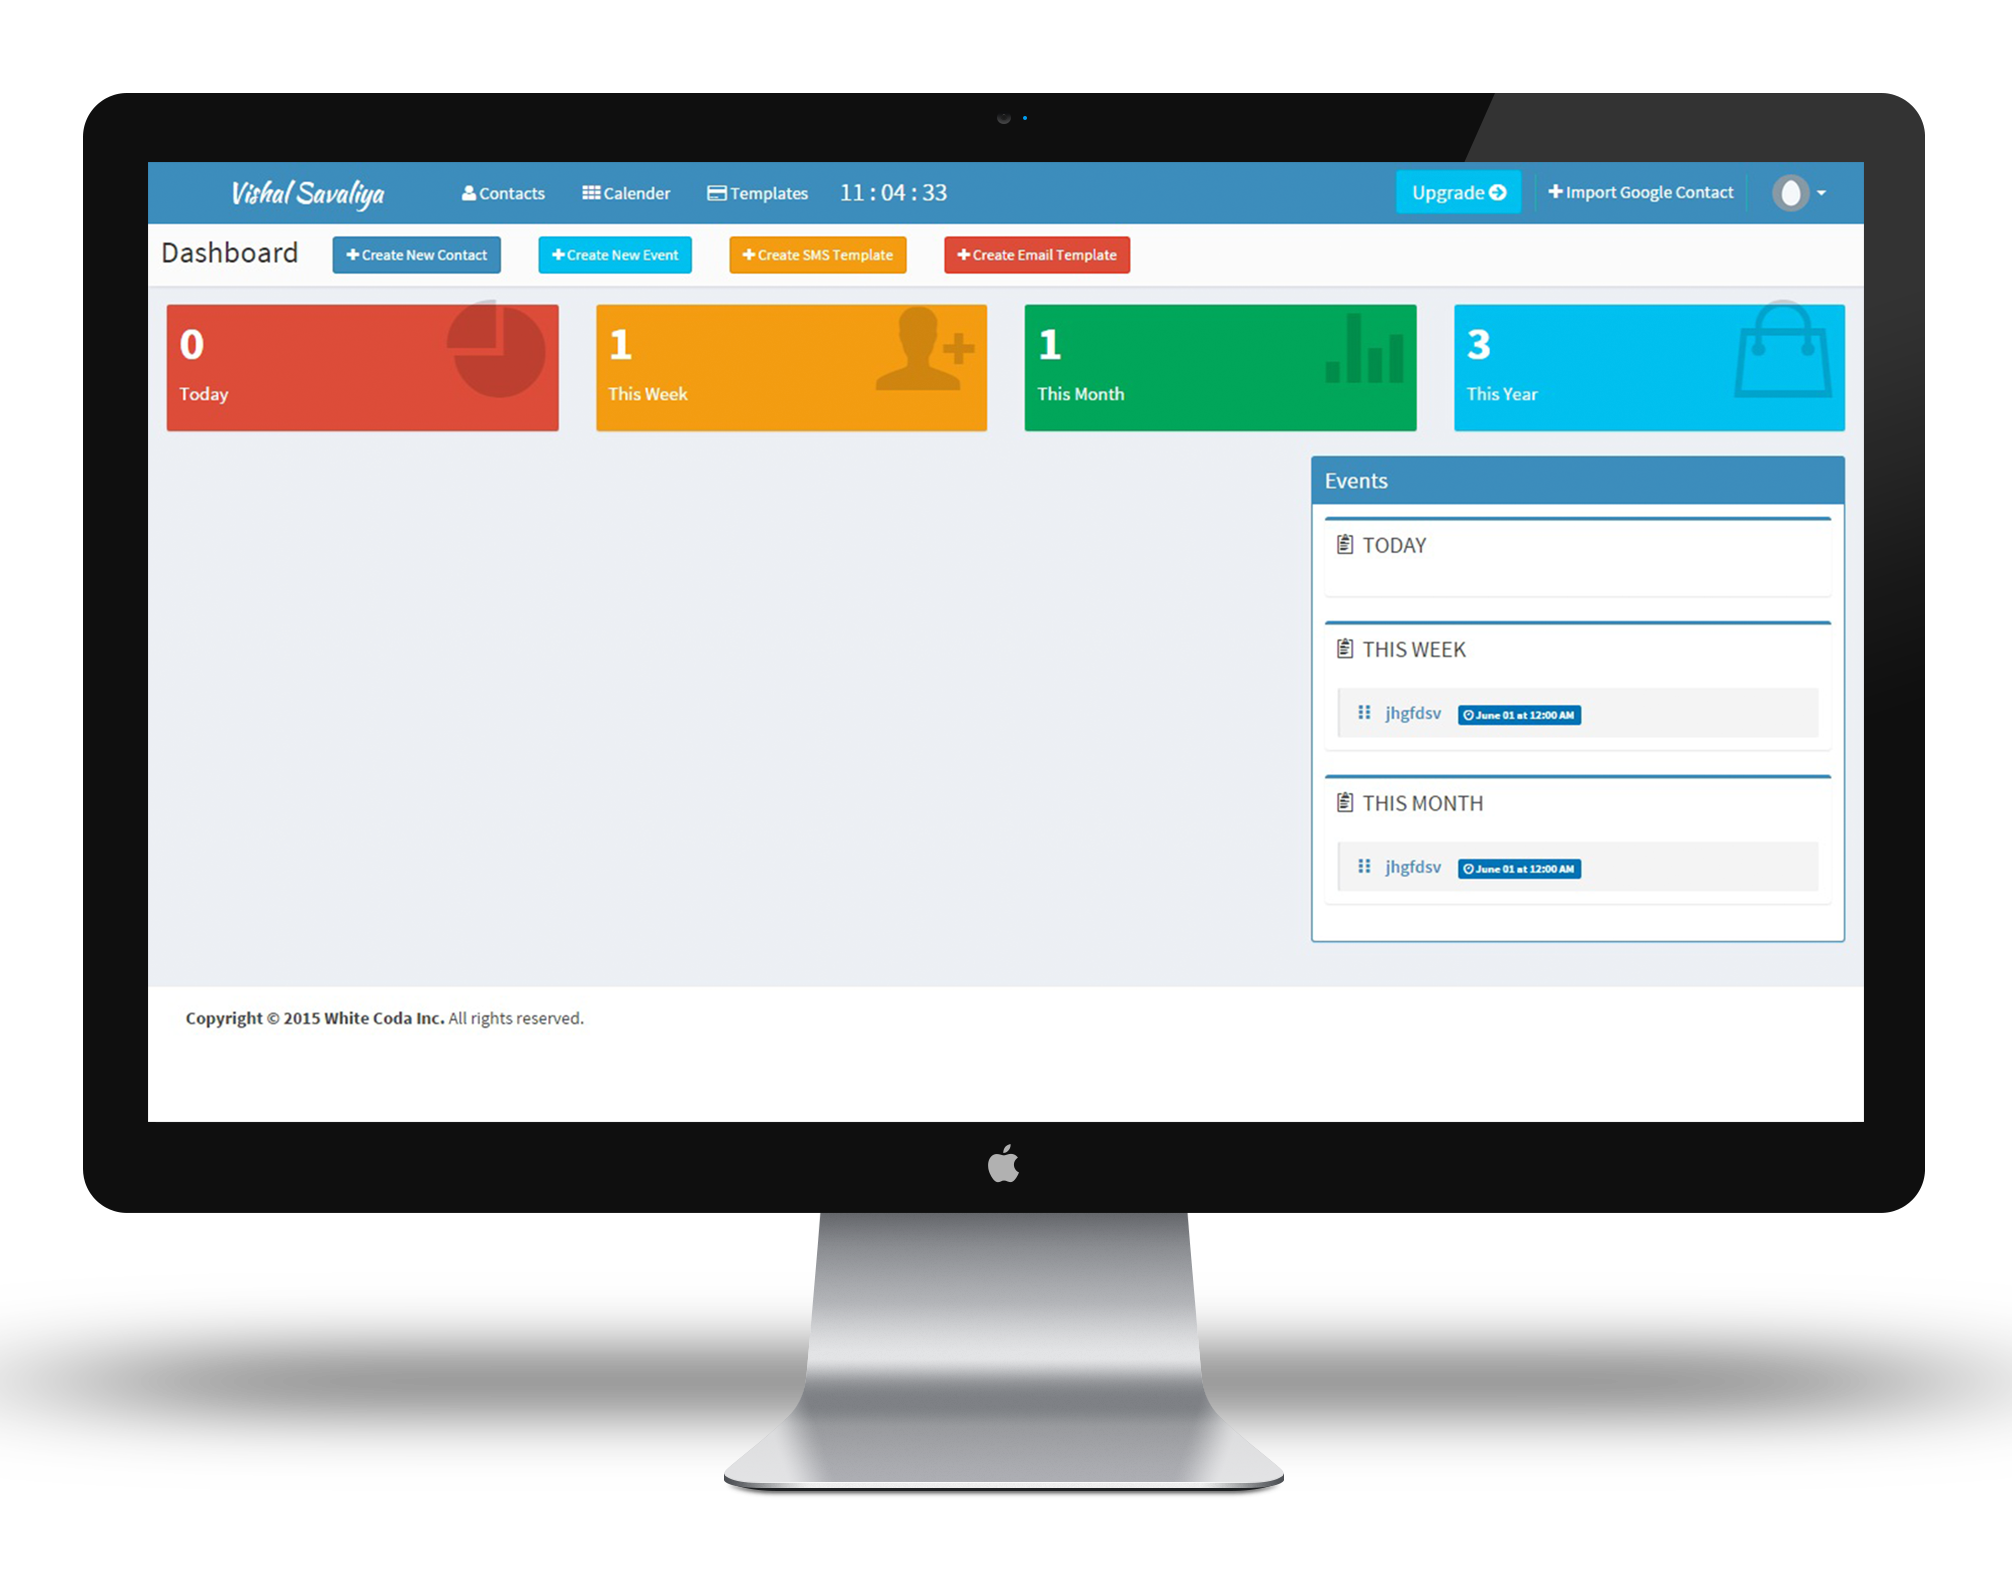 Vishal Savaliya Contacts Calender Templates 11 : 04 : 33 Upgrade Import Google Contact
Dashboard Create New Contact Create New Event Create SMS Template Create Email Template
0
Today
1
This Week
1
This Month
3
This Year
Events
TODAY
THIS WEEK
jhgfdsv June 01 at 12:00 AM
THIS MONTH
jhgfdsv June 01 at 12:00 AM
Copyright © 2015 White Coda Inc. All rights reserved.